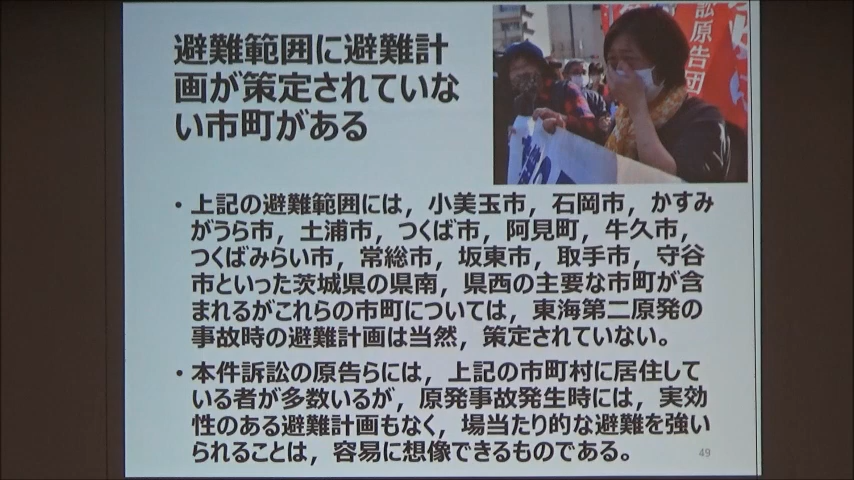 避難範囲に避難計
画が策定されていな
い市町がある
訟原告団
・上記の避難範囲には，小美玉市，石岡市，かすみ
がうら市，土浦市，つくば市，阿見町，牛久市，
つくばみらい市，常総市，坂東市，取手市，守谷
市といった茨城県の県南，県西の主要な市町が含
まれるがこれらの市町については，東海第二原発の
事故時の避難計画は当然，策定されていない。
・本件訴訟の原告らには，上記の市町村に居住して
いる者が多数いるが，原発事故発生時には，実効
性のある避難計画もなく，場当たり的な避難を強い
られることは，容易に想像できるものである。
49